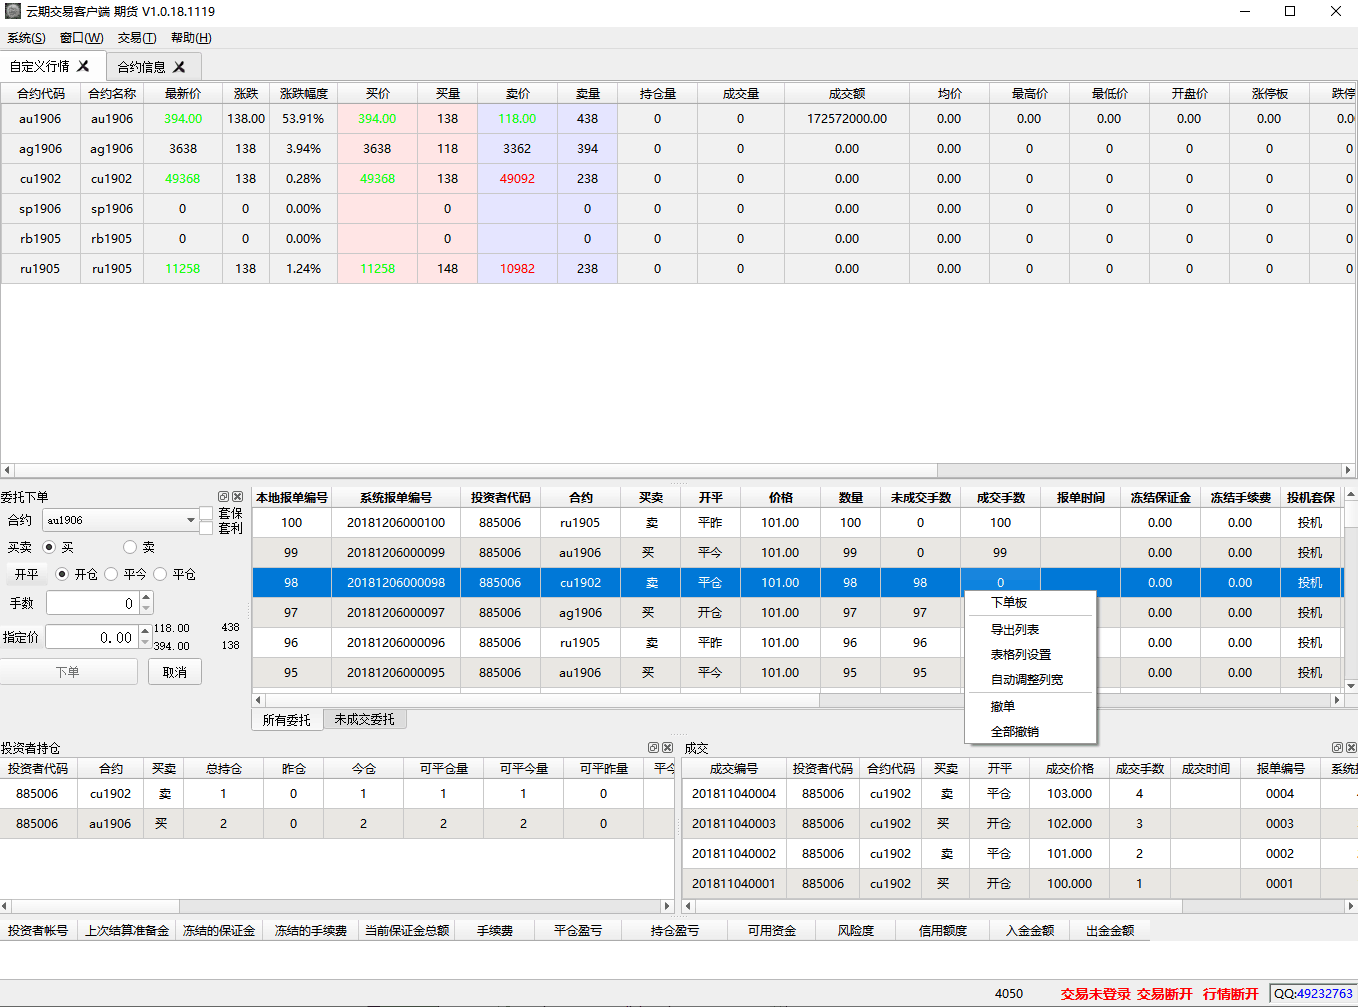 云期交易客户端 期货 V1.0.18.1119
系统(S) 窗口(W) 交易(T) 帮助(H)
自定义行情 合约信息
合约代码 合约名称 最新价 涨跌 涨跌幅度 买价 买量 卖价 卖量 持仓量 成交量 成交额 均价 最高价 最低价 开盘价 涨停板 跌停
au1906 au1906 394.00 138.00 53.91% 394.00 138 118.00 438 0 0 172572000.00 0.00 0.00 0.00 0.00 0.00 0.0
ag1906 ag1906 3638 138 3.94% 3638 118 3362 394 0 0 0.00 0.00 0 0 0 0 0
cu1902 cu1902 49368 138 0.28% 49368 138 49092 238 0 0 0.00 0.00 0 0 0 0 0
sp1906 sp1906 0 0 0.00% 0 0 0 0 0.00 0.00 0 0 0 0 0
rb1905 rb1905 0 0 0.00% 0 0 0 0 0.00 0.00 0 0 0 0 0
ru1905 ru1905 11258 138 1.24% 11258 148 10982 238 0 0 0.00 0.00 0 0 0 0 0
委托下单
合约 au1906 套保
套利
买卖 买 卖
开平 开仓 平今 平仓
手数 0
指定价 0.00 118.00 438
394.00 138
下单 取消
本地报单编号 系统报单编号 投资者代码 合约 买卖 开平 价格 数量 未成交手数 成交手数 报单时间 冻结保证金 冻结手续费 投机套保
100 20181206000100 885006 ru1905 卖 平昨 101.00 100 0 100 0.00 0.00 投机
99 20181206000099 885006 au1906 买 平今 101.00 99 0 99 0.00 0.00 投机
98 20181206000098 885006 cu1902 卖 平仓 101.00 98 98 0 0.00 0.00 投机
97 20181206000097 885006 ag1906 买 开仓 101.00 97 97 0.00 0.00 投机
96 20181206000096 885006 ru1905 卖 平昨 101.00 96 96 0.00 0.00 投机
95 20181206000095 885006 au1906 买 平今 101.00 95 95 0.00 0.00 投机
下单板
导出列表
表格列设置
自动调整列宽
撤单
全部撤销
所有委托 未成交委托
投资者持仓
投资者代码 合约 买卖 总持仓 昨仓 今仓 可平仓量 可平今量 可平昨量 平今
885006 cu1902 卖 1 0 1 1 1 0
885006 au1906 买 2 0 2 2 2 0
成交
成交编号 投资者代码 合约代码 买卖 开平 成交价格 成交手数 成交时间 报单编号 系统
201811040004 885006 cu1902 卖 平仓 103.000 4 0004
201811040003 885006 cu1902 买 开仓 102.000 3 0003
201811040002 885006 cu1902 卖 平仓 101.000 2 0002
201811040001 885006 cu1902 买 开仓 100.000 1 0001
投资者帐号 上次结算准备金 冻结的保证金 冻结的手续费 当前保证金总额 手续费 平仓盈亏 持仓盈亏 可用资金 风险度 信用额度 入金金额 出金金额
4050 交易未登录 交易断开 行情断开 QQ:49232763